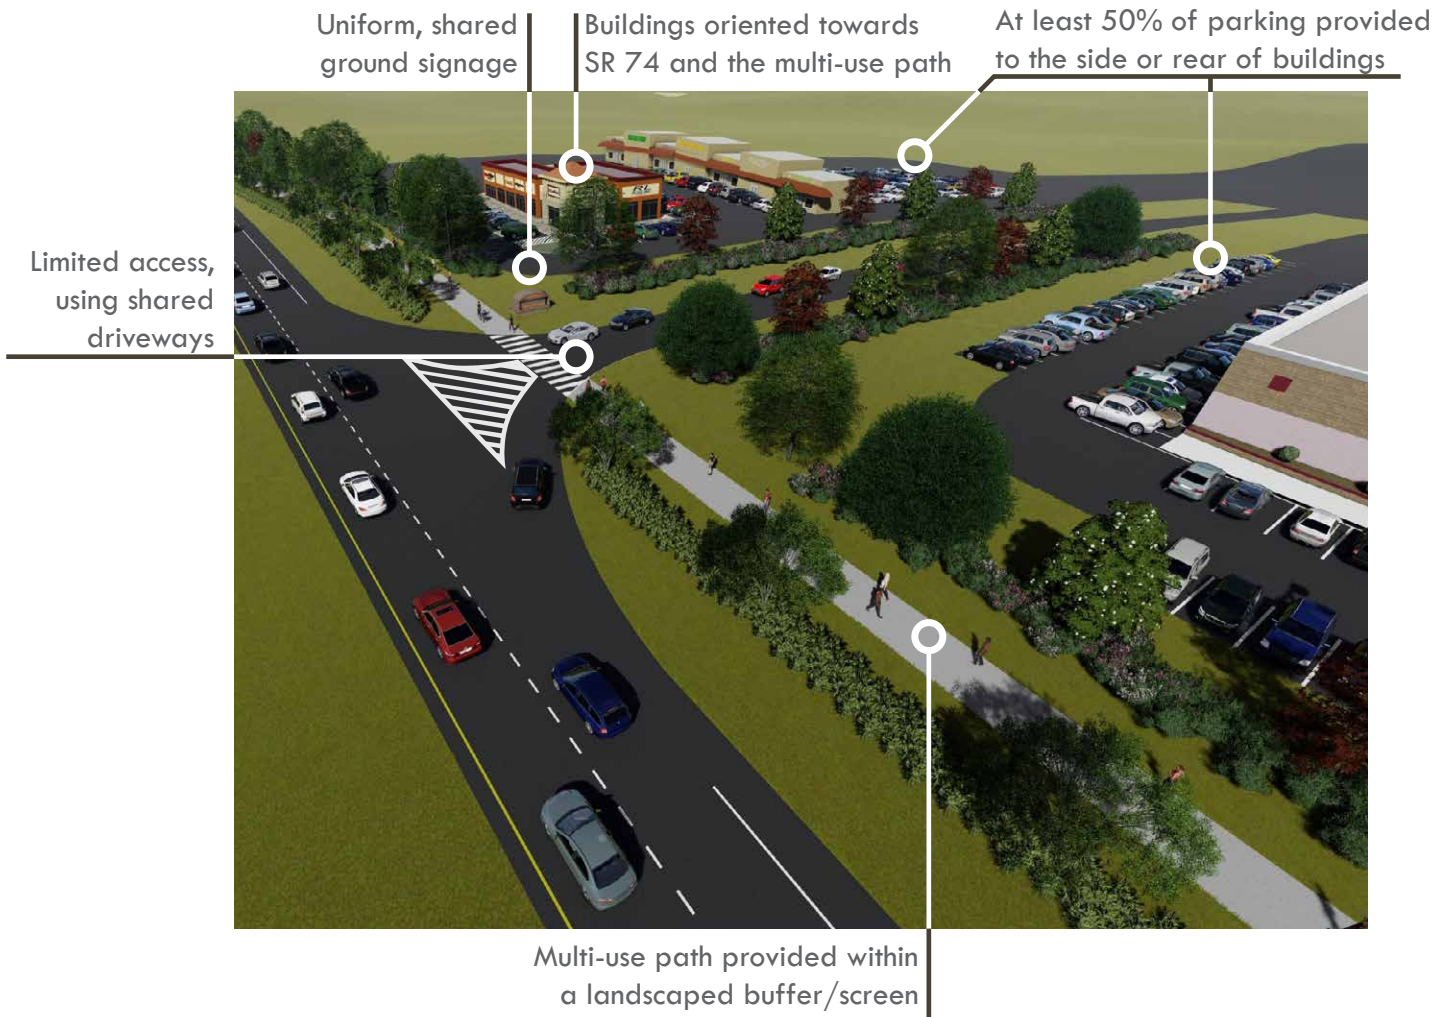 Uniform, shared
ground signage
Buildings oriented towards
SR 74 and the multi-use path
At least 50% of parking provided
to the side or rear of buildings
Limited access,
using shared
driveways
Multi-use path provided within
a landscaped buffer/screen